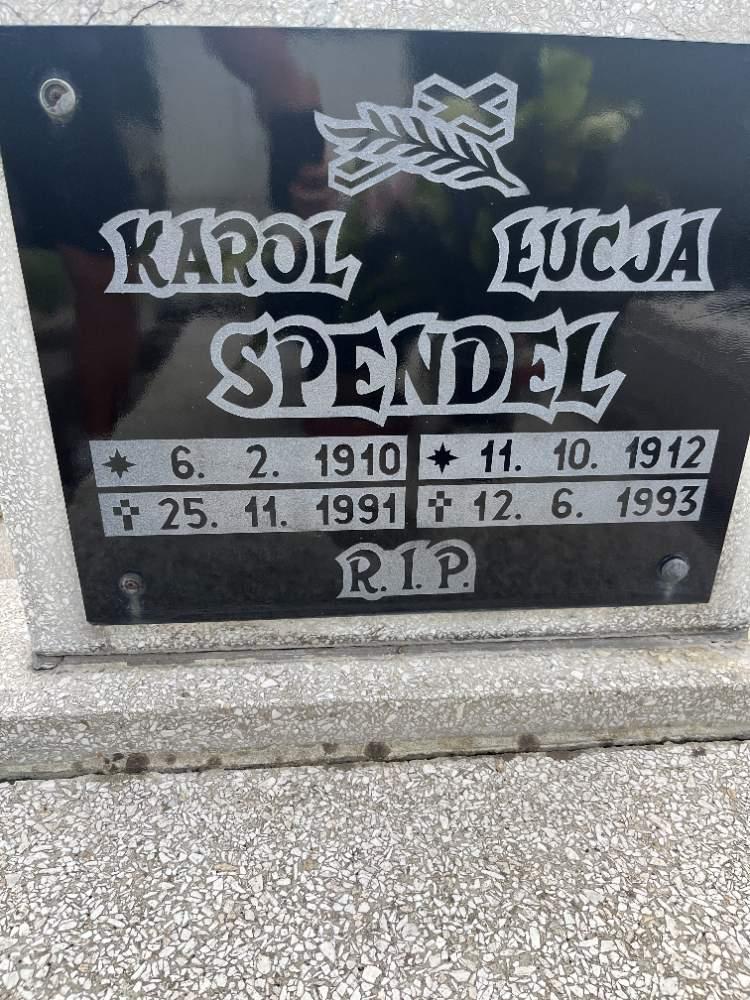 KAROL ŁUCJA
SPENDEL
6. 2. 1910 11. 10. 1912
25. 11. 1991 12. 6. 1993
R.I.P.